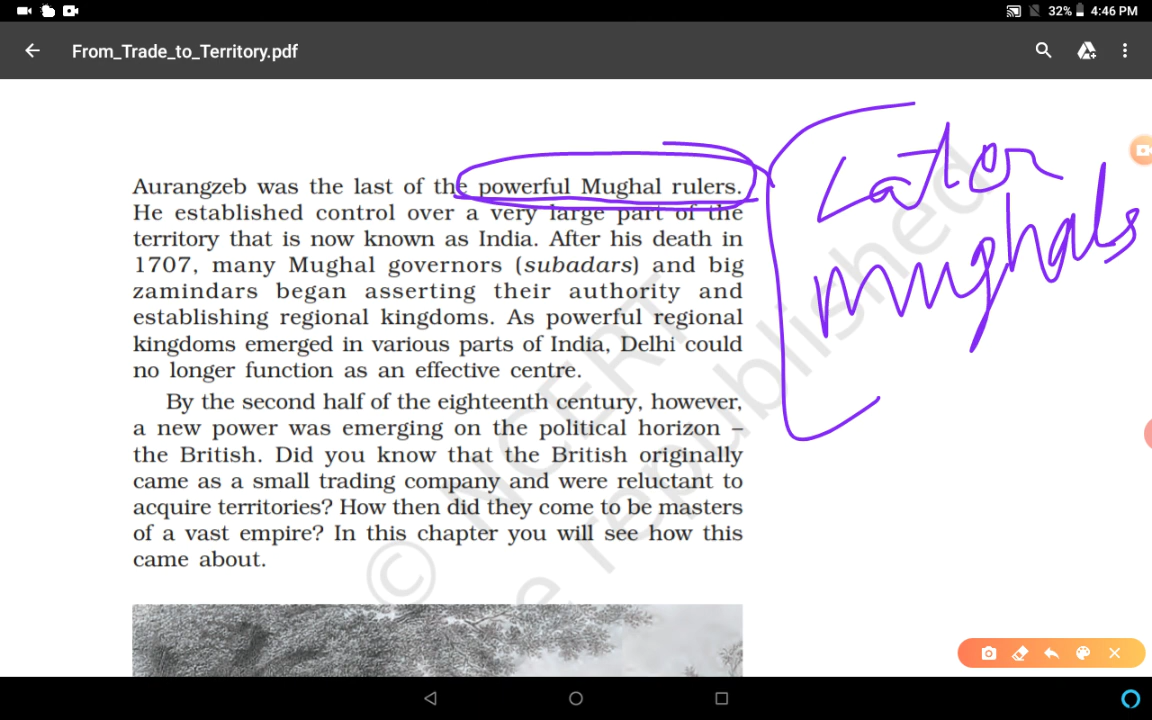 32% 4:46 PM
From_Trade_to_Territory.pdf
Aurangzeb was the last of the powerful Mughal rulers.
He established control over a very large part of the
territory that is now known as India. After his death in
1707, many Mughal governors (subadars) and big
zamindars began asserting their authority and
establishing regional kingdoms. As powerful regional
kingdoms emerged in various parts of India, Delhi could
no longer function as an effective centre.
By the second half of the eighteenth century, however,
a new power was emerging on the political horizon –
the British. Did you know that the British originally
came as a small trading company and were reluctant to
acquire territories? How then did they come to be masters
of a vast empire? In this chapter you will see how this
came about.
Later
mughals
© NCERT
e republished